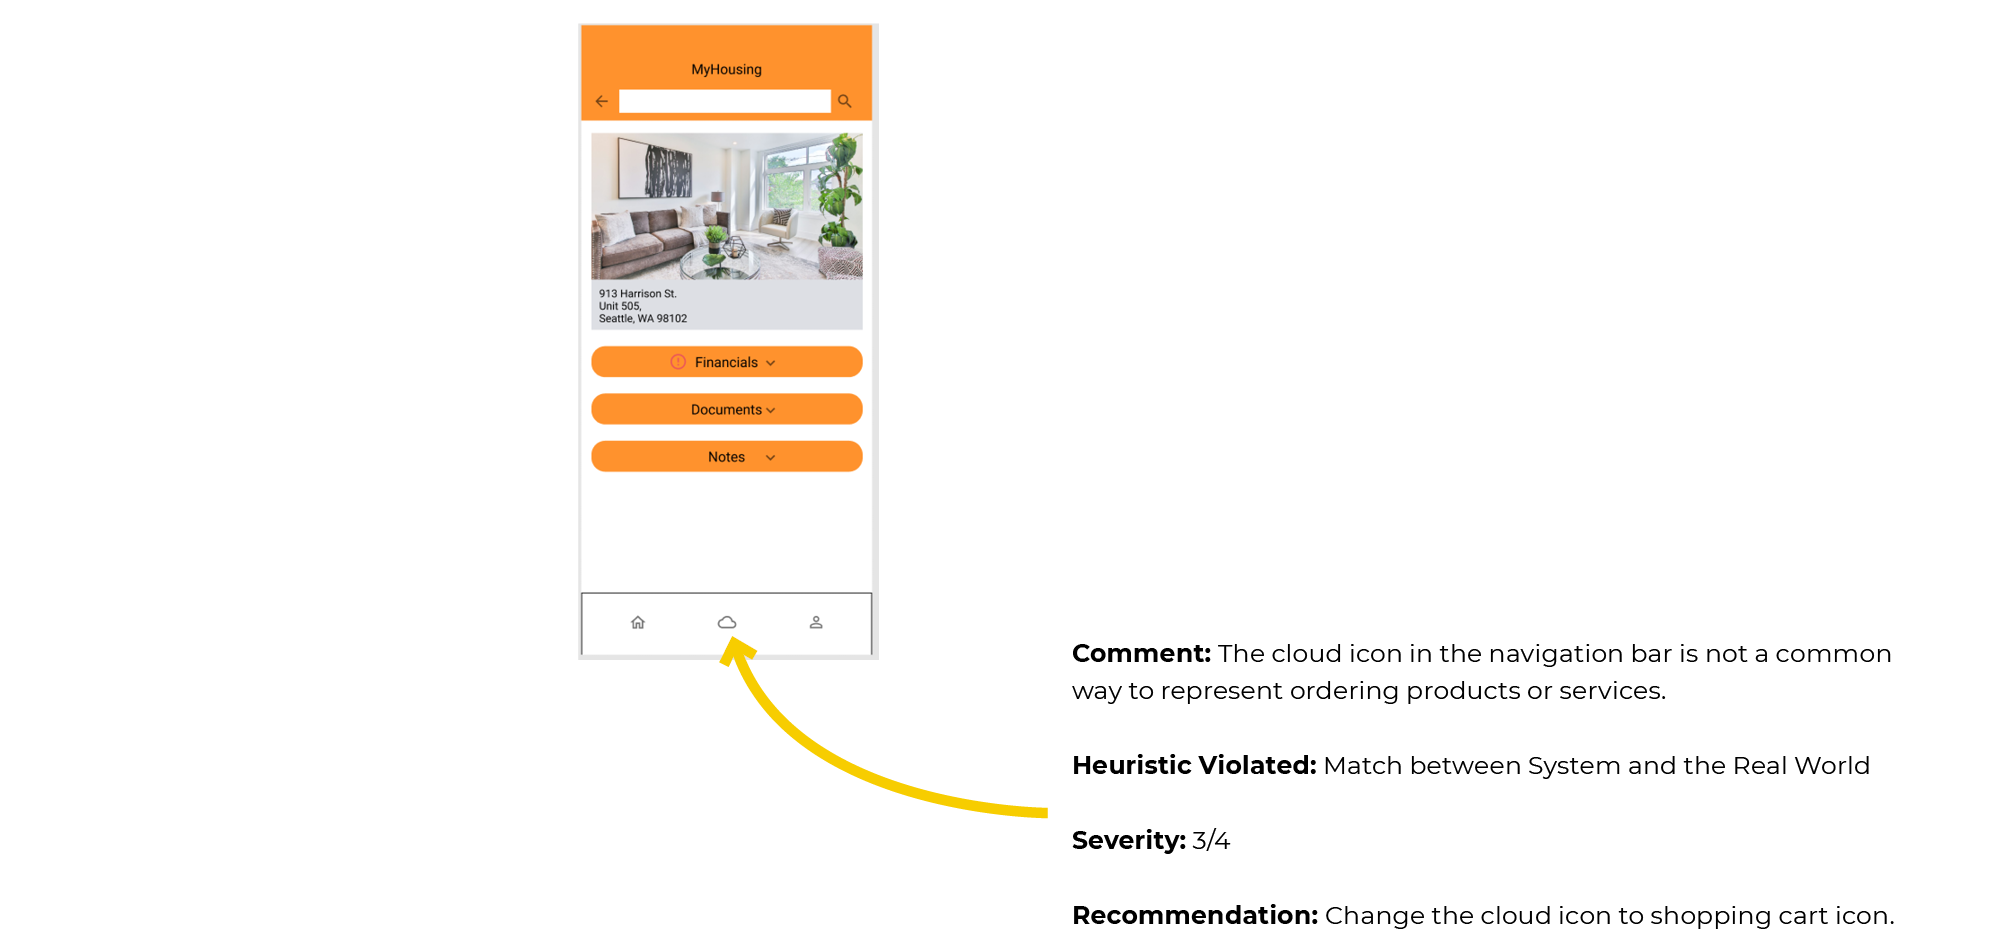 MyHousing
913 Harrison St.
Unit 505,
Seattle, WA 98102
Financials
Documents
Notes
Comment: The cloud icon in the navigation bar is not a common
way to represent ordering products or services.
Heuristic Violated: Match between System and the Real World
Severity: 3/4
Recommendation: Change the cloud icon to shopping cart icon.